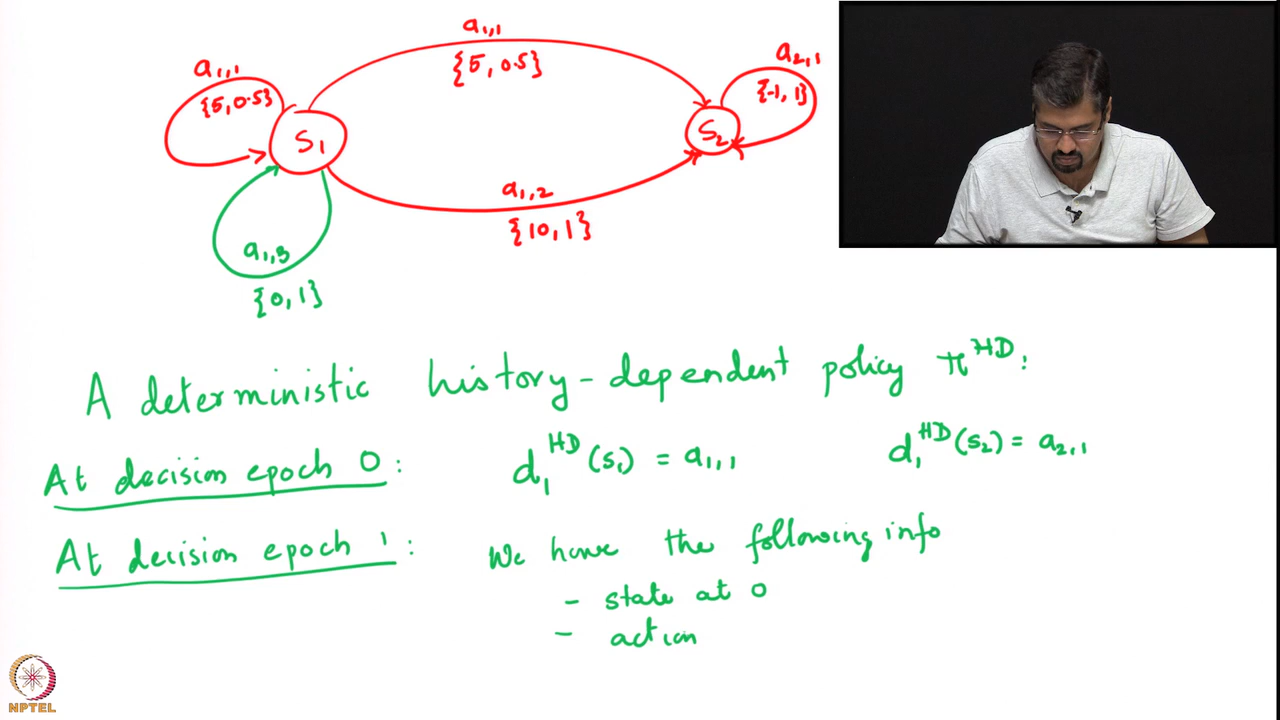 a1,1
a1,1
{5, 0.5}
a2,1
{5, 0.5}
{-1, 1}
S1
S2
a1,2
{10, 1}
a1,3
{0, 1}
A deterministic history-dependent policy π^HD:
At decision epoch 0: d1^HD(s1) = a1,1 d1^HD(s2) = a2,1
At decision epoch 1: We have the following info
- state at 0
- action
NPTEL